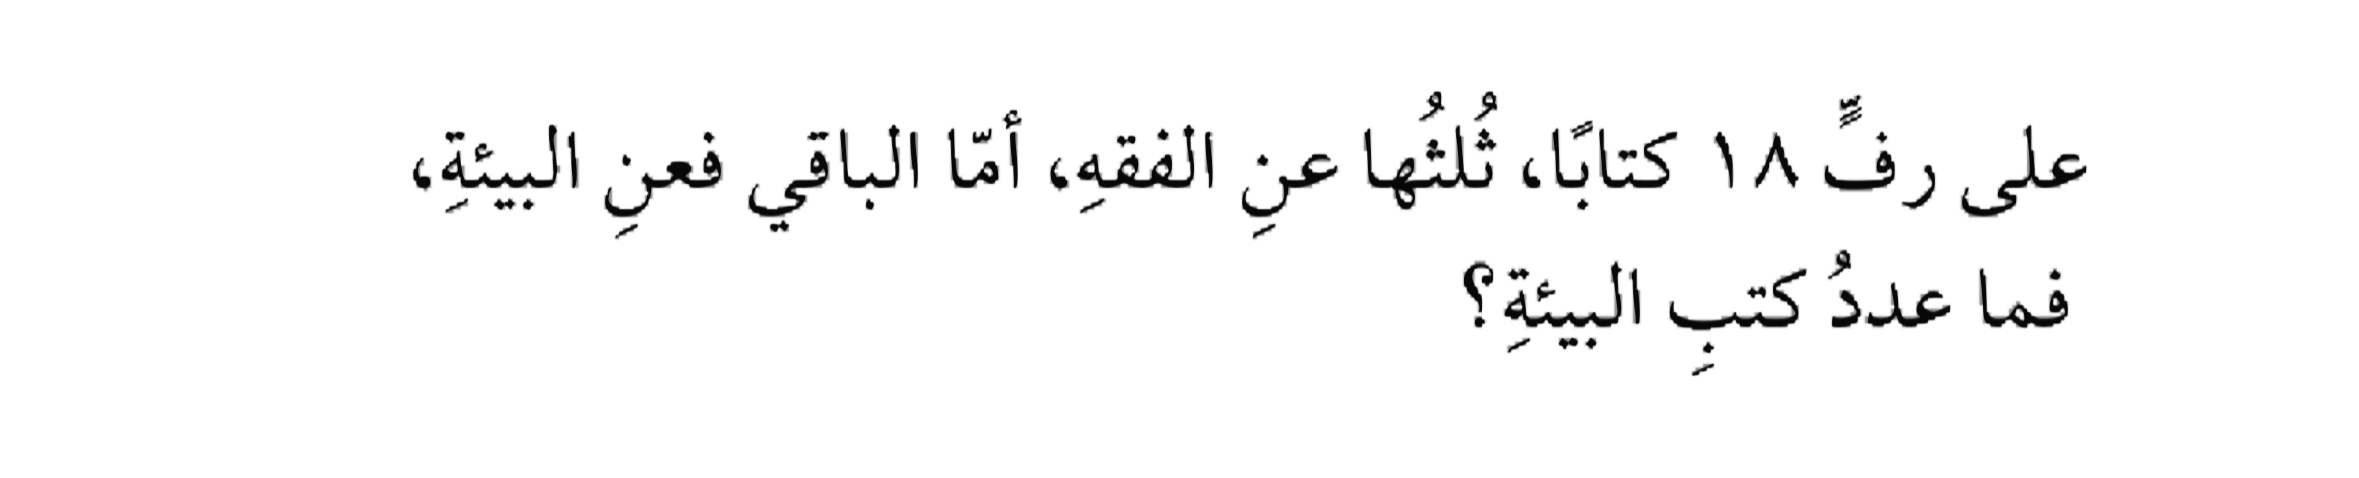 على رفٍّ ١٨ كتابًا، ثُلثُها عنِ الفقهِ، أمّا الباقي فعنِ البيئةِ،
فما عددُ كتبِ البيئةِ؟